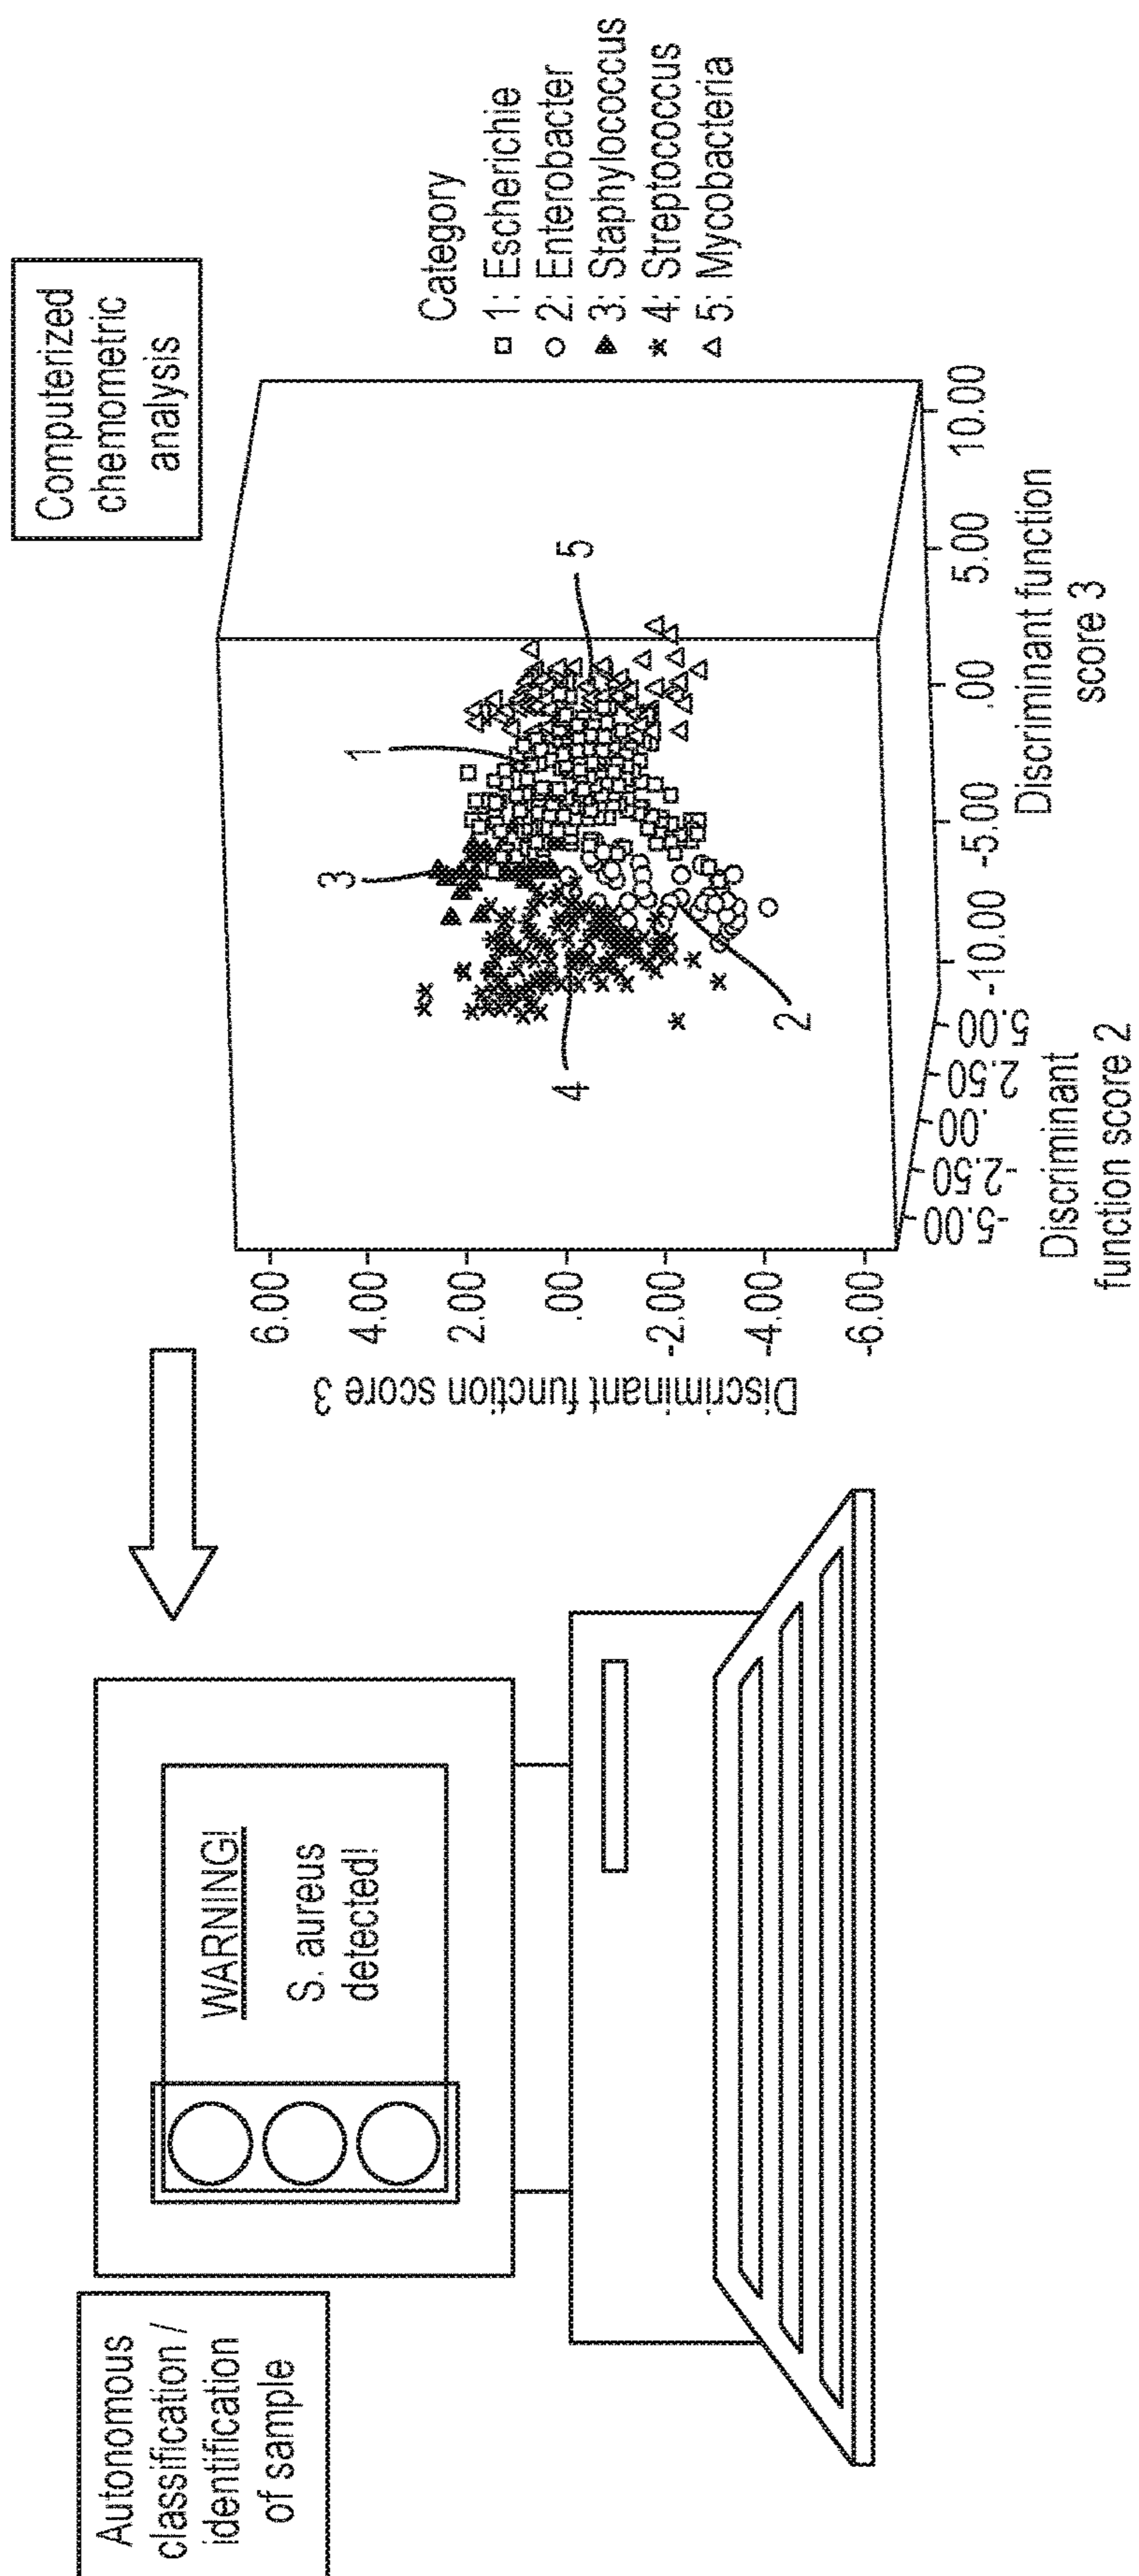 Computerized
chemometric
analysis
Category
1: Escherichie
2: Enterobacter
3: Staphylococcus
4: Streptococcus
5: Mycobacteria
Discriminant function score 3
6.00
4.00
2.00
.00
-2.00
-4.00
-6.00
3
1
5
4
2
-5.00
-2.50
.00
2.50
5.00
Discriminant
function score 2
-10.00
-5.00
.00
5.00
10.00
Discriminant function
score 3
Autonomous
classification /
identification
of sample
WARNING!
S. aureus
detected!